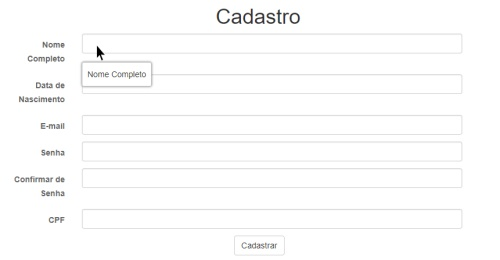 Cadastro
Nome
Completo
Nome Completo
Data de
Nascimento
E-mail
Senha
Confirmar de
Senha
CPF
Cadastrar